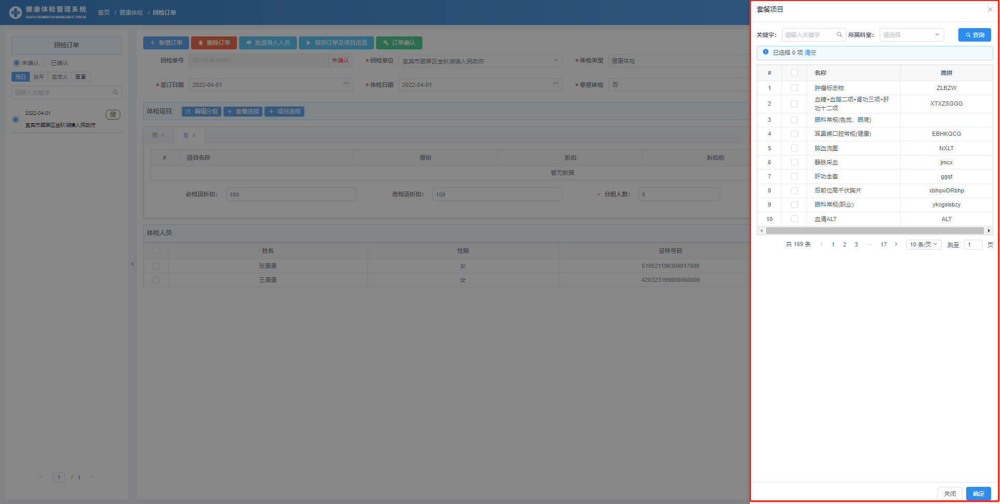 健康体检管理系统
HEALTH EXMINATION MANAGEMENT SYSTEM
首页 / 健康体检 / 团检订单
团检订单
未确认 已确认
当日 当月 自定义 重置
请输入关键字
2022-04-01
健
宜宾市翠屏区金秋湖镇人民政府
1 / 1
新增订单 删除订单 批量导入人员 保存订单及项目信息 订单确认
团检单号 202204010003 未确认 *团检单位 宜宾市翠屏区金秋湖镇人民政府 *体检类型 健康体检
*签订日期 2022-04-01 *体检日期 2022-04-01 *零星体检 否
体检项目 编辑分组 + 套餐选择 + 项目选择
男 × 女 ×
# 项目名称 原价 折扣 折扣价
暂无数据
必检项折扣: 100 选检项折扣: 100 * 分组人数: 0
体检人员
姓名 性别 证件号码
张康康 女 510521199304017000
王康康 女 420323199606060000
套餐项目
关键字: 请输入关键字 所属科室: 请选择 查询
已选择 0 项 清空
# 名称 简拼
1 肿瘤标志物 ZLBZW
2 血糖+血脂二项+肾功三项+肝功十二项 XTXZSGGG
3 眼科常规(色觉、眼底)
4 耳鼻喉口腔常规(健康) EBHKQCG
5 脑血流图 NXLT
6 静脉采血 jmcx
7 肝功全套 ggqt
8 后前位高千伏胸片 xbhqwDRbhp
9 眼科常规(职业) ykcgslsbzy
10 血清ALT ALT
共 169 条 1 2 3 ··· 17 10 条/页 跳至 1 页
关闭 确定